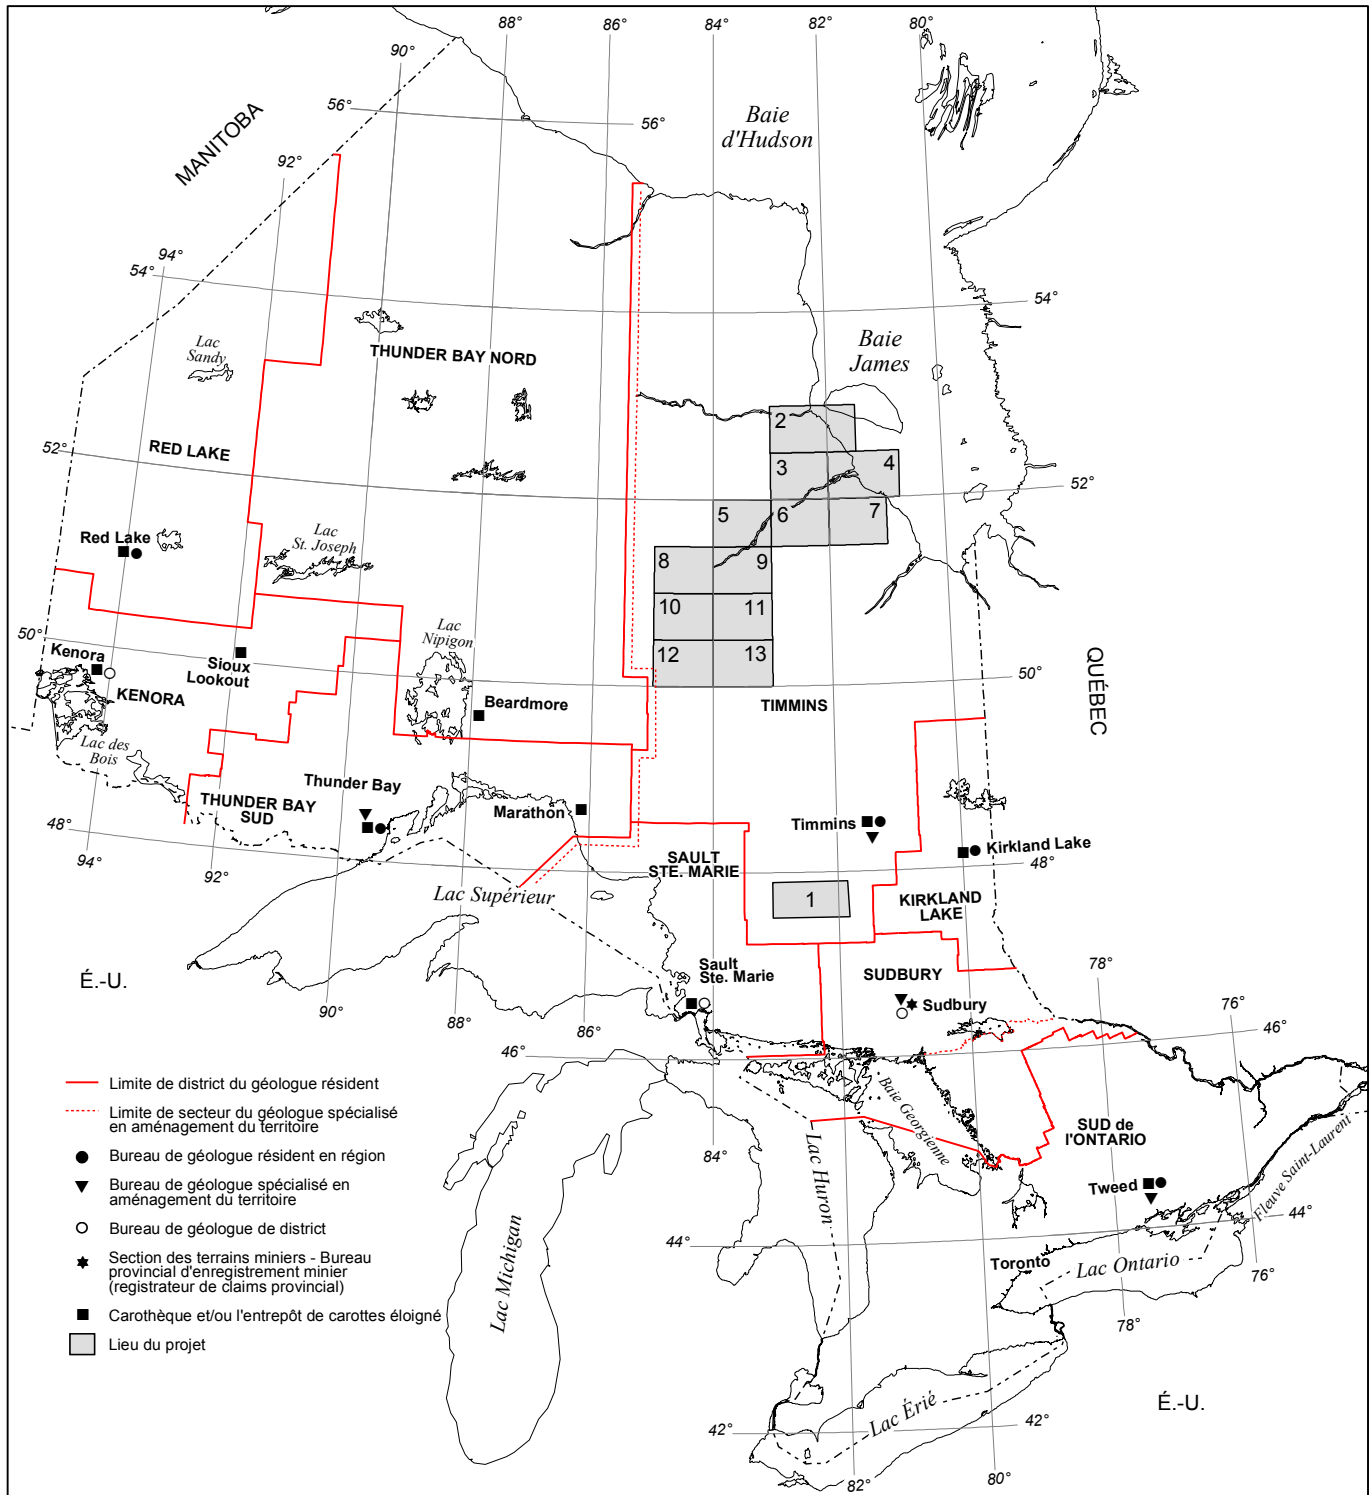 88°
86°
84°
82°
80°
90°
56°
56°
Baie
d'Hudson
MANITOBA
92°
94°
54°
54°
Lac
Sandy
THUNDER BAY NORD
Baie
James
2
52°
RED LAKE
3
4
52°
5
6
7
Red Lake
Lac
St. Joseph
8
9
10
11
50°
Lac
Nipigon
Kenora
Sioux
Lookout
12
13
50°
KENORA
Beardmore
TIMMINS
QUÉBEC
Lac des
Bois
Thunder Bay
THUNDER BAY
SUD
Marathon
Timmins
48°
Kirkland Lake
94°
92°
SAULT
STE. MARIE
48°
Lac Supérieur
1
KIRKLAND
LAKE
É.-U.
Sault
Ste. Marie
SUDBURY
78°
90°
Sudbury
76°
88°
86°
46°
46°
Limite de district du géologue résident
Limite de secteur du géologue spécialisé
en aménagement du territoire
Baie Georgienne
84°
Lac Huron
SUD de
l'ONTARIO
Bureau de géologue résident en région
Bureau de géologue spécialisé en
aménagement du territoire
Tweed
Fleuve Saint-Laurent
Bureau de géologue de district
44°
44°
Section des terrains miniers - Bureau
provincial d'enregistrement minier
(registrateur de claims provincial)
Lac Michigan
Toronto
Lac Ontario
76°
Carothèque et/ou l'entrepôt de carottes éloigné
78°
Lieu du projet
Lac Érié
É.-U.
42°
42°
82°
80°